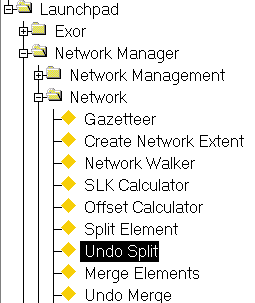 Launchpad
Exor
Network Manager
Network Management
Network
Gazetteer
Create Network Extent
Network Walker
SLK Calculator
Offset Calculator
Split Element
Undo Split
Merge Elements
Undo Merge